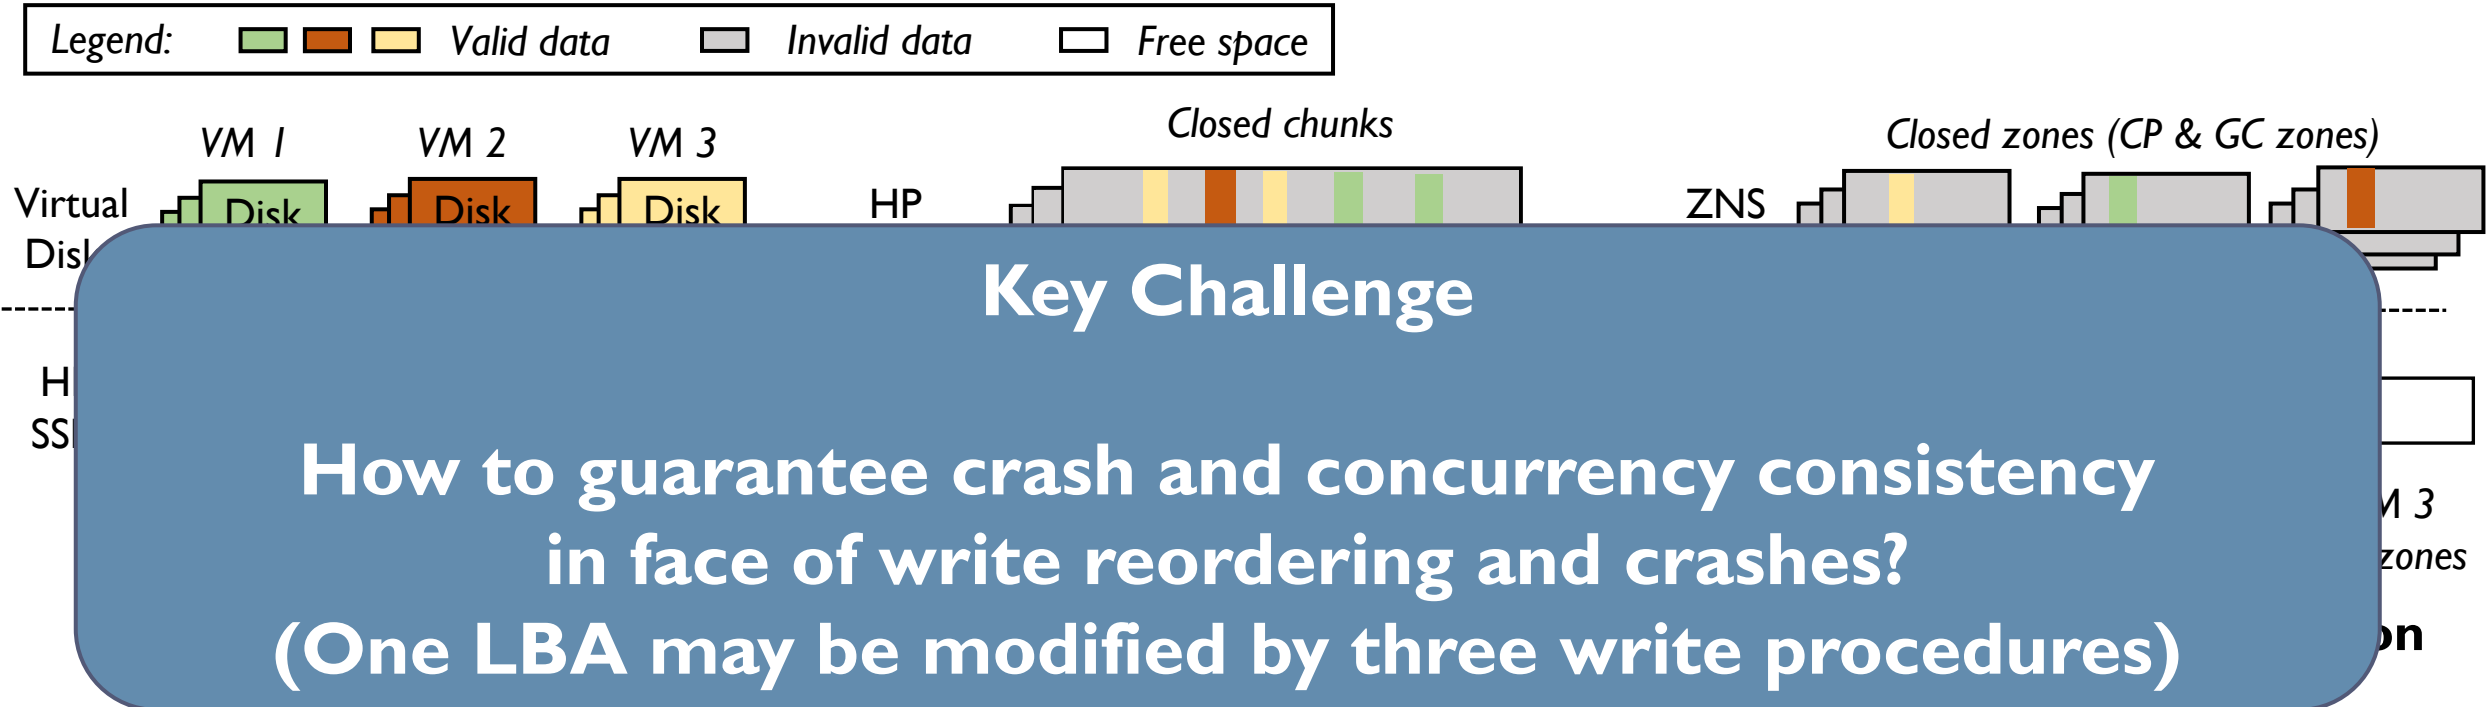 Legend: Valid data Invalid data Free space
VM 1 VM 2 VM 3 Closed chunks Closed zones (CP & GC zones)
Virtual Disk Disk Disk HP ZNS
Key Challenge
How to guarantee crash and concurrency consistency
in face of write reordering and crashes?
(One LBA may be modified by three write procedures)
3
zones